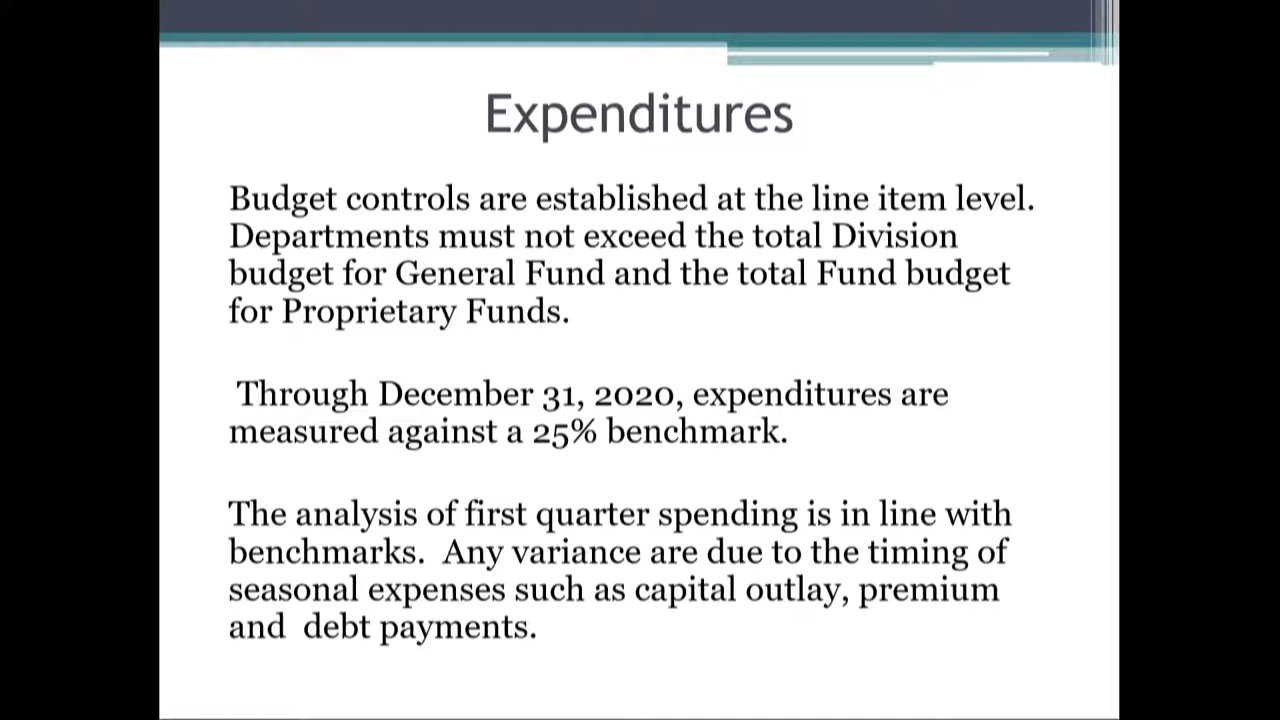 Expenditures
Budget controls are established at the line item level.
Departments must not exceed the total Division
budget for General Fund and the total Fund budget
for Proprietary Funds.
Through December 31, 2020, expenditures are
measured against a 25% benchmark.
The analysis of first quarter spending is in line with
benchmarks.  Any variance are due to the timing of
seasonal expenses such as capital outlay, premium
and  debt payments.